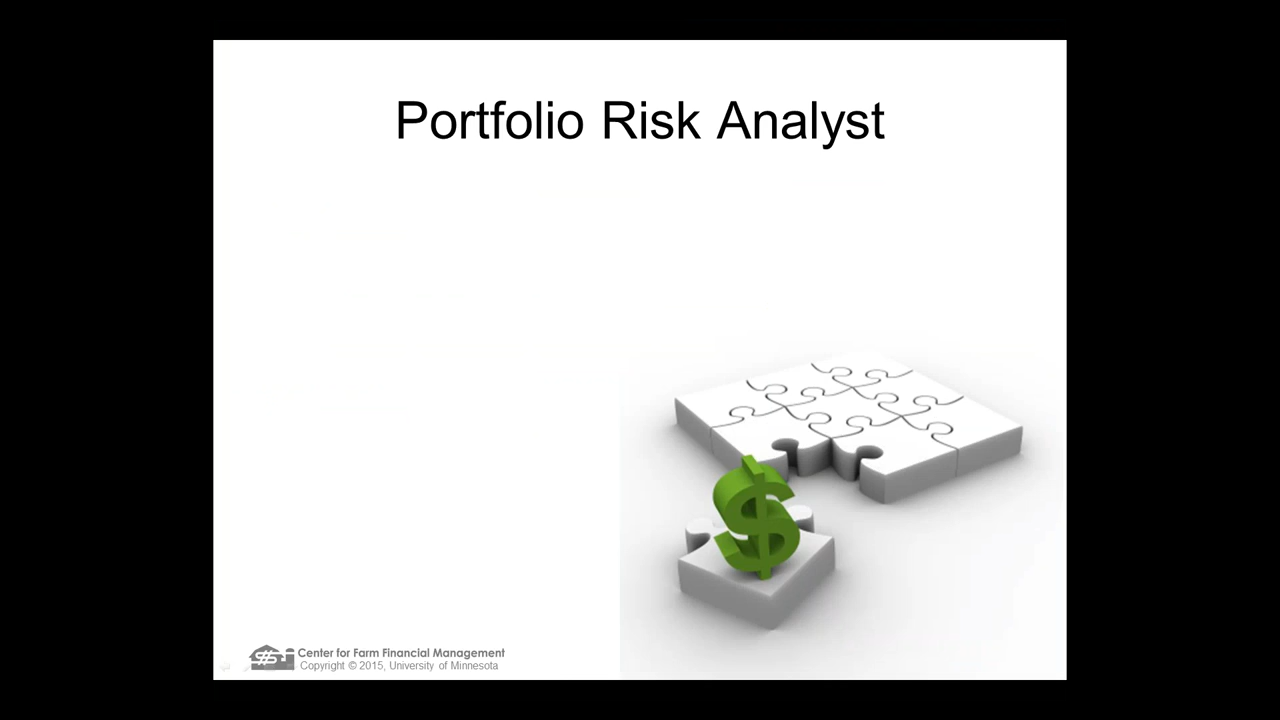 Portfolio Risk Analyst
$
Center for Farm Financial Management
Copyright © 2015, University of Minnesota